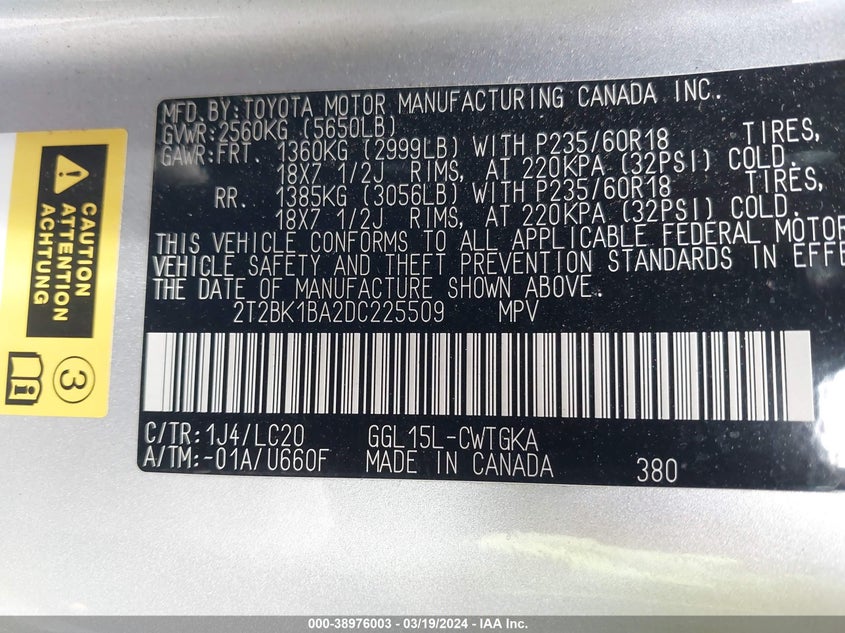 MFD.BY:TOYOTA MOTOR MANUFACTURING CANADA INC.
GVWR:2560KG (5650LB)
GAWR:FRT. 1360KG (2999LB) WITH P235/60R18 TIRES,
18X7 1/2J RIMS, AT 220KPA (32PSI) COLD.
RR. 1385KG (3056LB) WITH P235/60R18 TIRES,
18X7 1/2J RIMS, AT 220KPA (32PSI) COLD.
THIS VEHICLE CONFORMS TO ALL APPLICABLE FEDERAL MOTOR
VEHICLE SAFETY AND THEFT PREVENTION STANDARDS IN EFFE
THE DATE OF MANUFACTURE SHOWN ABOVE.
2T2BK1BA2DC225509 MPV
C/TR:1J4/LC20 GGL15L-CWTGKA
A/TM:-01A/U660F MADE IN CANADA 380
CAUTION
ATTENTION
ACHTUNG
3
000-38976003 — 03/19/2024 — IAA Inc.